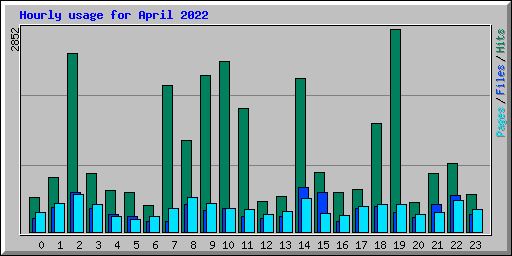 Hourly usage for April 2022
2852
Pages/Files/Hits
0 1 2 3 4 5 6 7 8 9 10 11 12 13 14 15 16 17 18 19 20 21 22 23